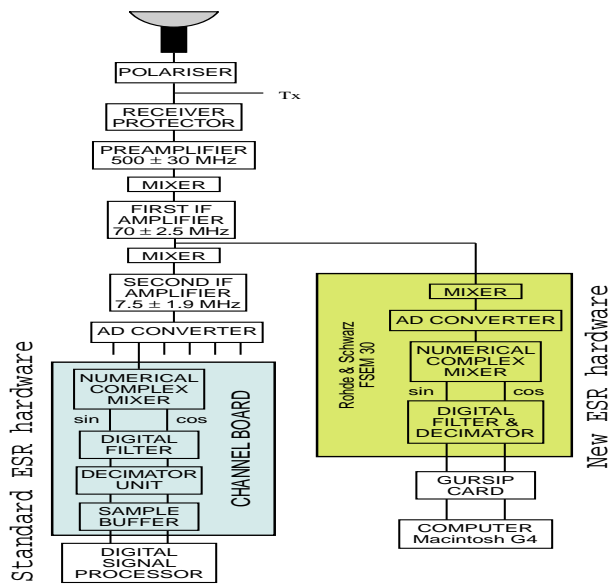 POLARISER
Tx
RECEIVER
PROTECTOR
PREAMPLIFIER
500 ± 30 MHz
MIXER
FIRST IF
AMPLIFIER
70 ± 2.5 MHz
MIXER
SECOND IF
AMPLIFIER
7.5 ± 1.9 MHz
AD CONVERTER
Standard ESR hardware
NUMERICAL
COMPLEX
MIXER
sin cos
DIGITAL
FILTER
DECIMATOR
UNIT
SAMPLE
BUFFER
CHANNEL BOARD
DIGITAL
SIGNAL
PROCESSOR
New ESR hardware
Rohde & Schwarz
FSEM 30
MIXER
AD CONVERTER
NUMERICAL
COMPLEX
MIXER
sin cos
DIGITAL
FILTER &
DECIMATOR
GURSIP
CARD
COMPUTER
Macintosh G4